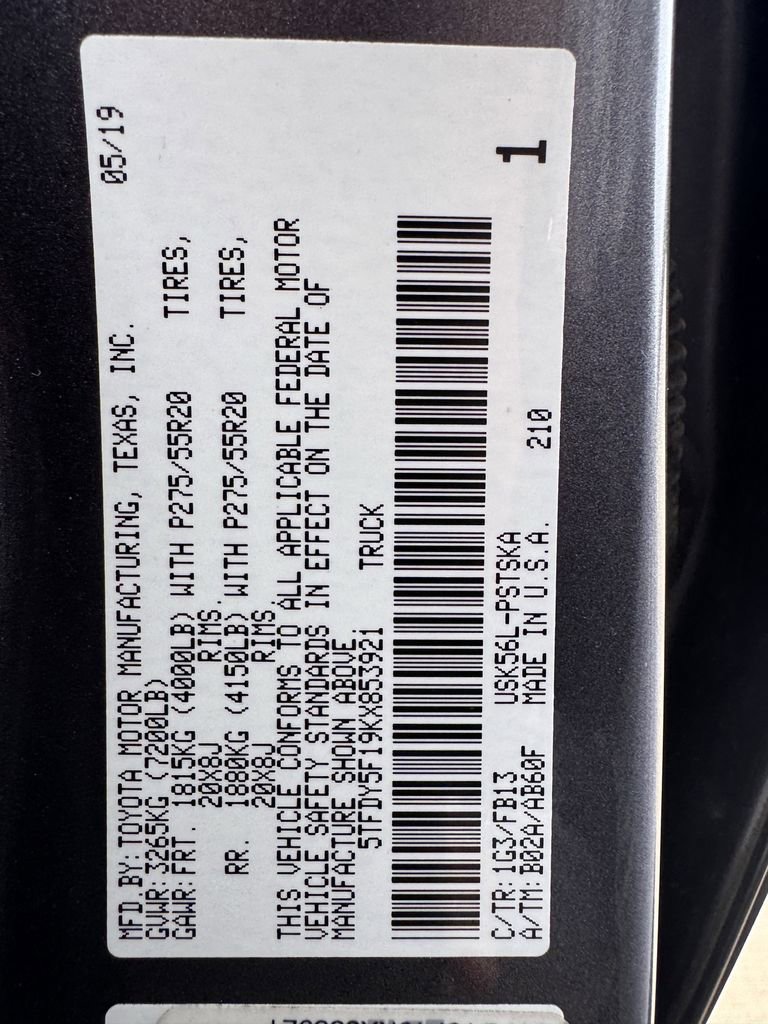 MFD.BY:TOYOTA MOTOR MANUFACTURING, TEXAS, INC. 05/19
GVWR:3265KG (7200LB)
GAWR:FRT. 1815KG (4000LB) WITH P275/55R20 TIRES,
20X8J RIMS.
RR. 1880KG (4150LB) WITH P275/55R20 TIRES,
20X8J RIMS.
THIS VEHICLE CONFORMS TO ALL APPLICABLE FEDERAL MOTOR
VEHICLE SAFETY STANDARDS IN EFFECT ON THE DATE OF
MANUFACTURE SHOWN ABOVE
5TFDY5F19KX853921 TRUCK
C/TR:1G3/FB13 USK56L-PSTSKA 1
A/TM:B02A/AB60F MADE IN U.S.A. 210